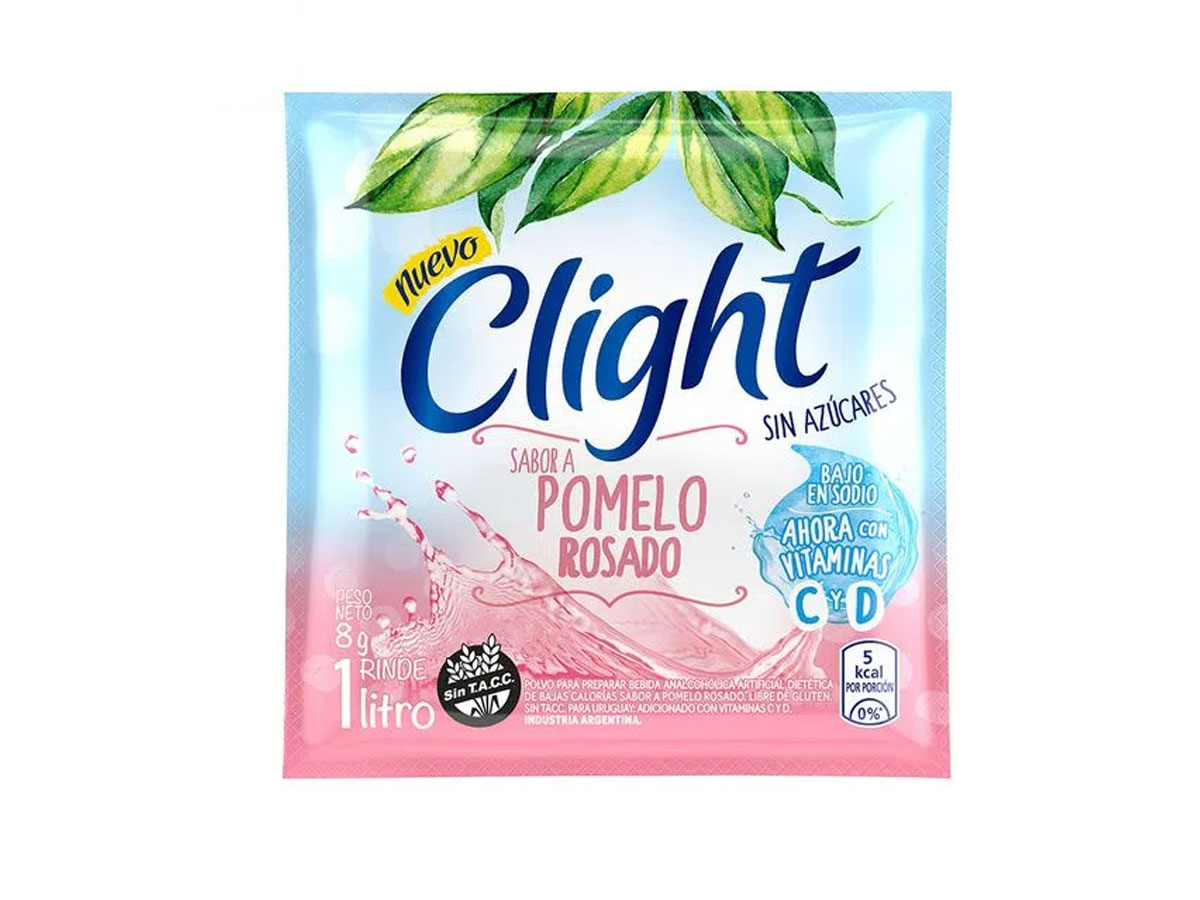 nuevo
Clight
SIN AZÚCARES
SABOR A
POMELO
ROSADO
BAJO
EN SODIO
AHORA CON
VITAMINAS
C Y D
PESO
NETO
8 g
RINDE
1 litro
Sin T.A.C.C.
POLVO PARA PREPARAR BEBIDA ANALCOHÓLICA ARTIFICIAL DIETÉTICA
DE BAJAS CALORÍAS SABOR A POMELO ROSADO. LIBRE DE GLUTEN.
SIN TACC. PARA URUGUAY: ADICIONADO CON VITAMINAS C Y D.
INDUSTRIA ARGENTINA.
5
kcal
POR PORCIÓN
0%*